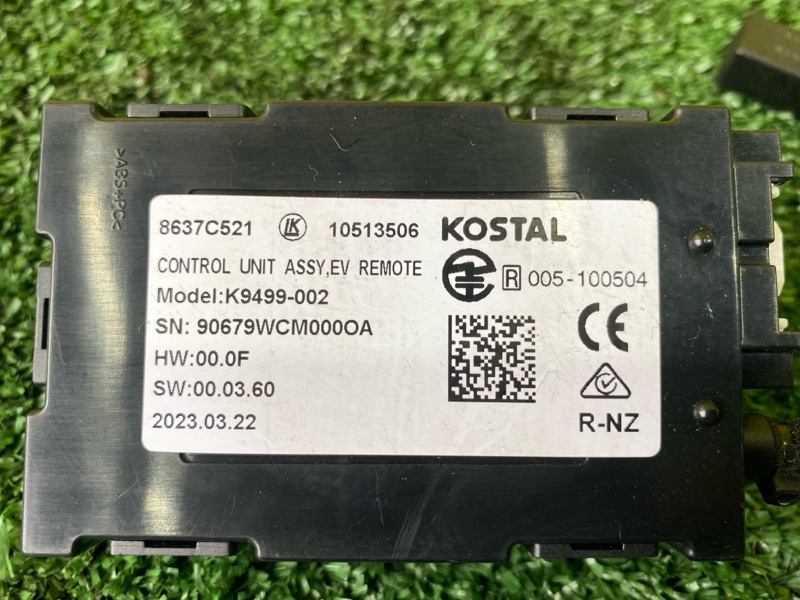 >ABS+PC<
8637C521 LK 10513506 KOSTAL
CONTROL UNIT ASSY,EV REMOTE
R 005-100504
Model:K9499-002
SN: 90679WCM000OA
HW:00.0F
SW:00.03.60
2023.03.22
CE
R-NZ